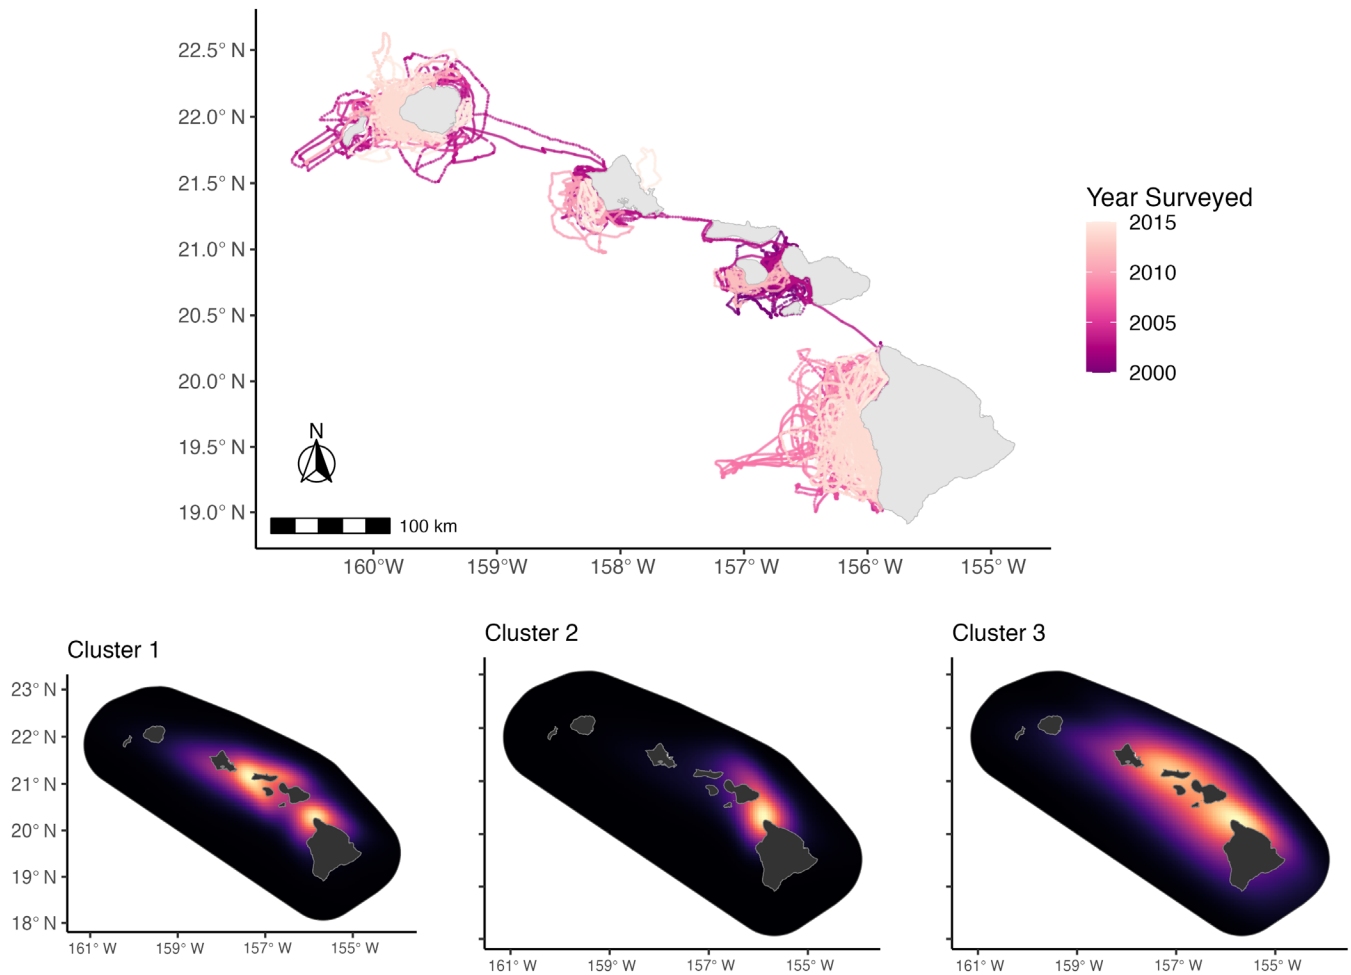 22.5° N
22.0° N
21.5° N
21.0° N
20.5° N
20.0° N
19.5° N
19.0° N
N
100 km
160°W
159°W
158° W
157°W
156° W
155° W
Year Surveyed
2015
2010
2005
2000
Cluster 1
23° N
22° N
21° N
20° N
19° N
18° N
161° W
159° W
157° W
155° W
Cluster 2
161° W
159° W
157° W
155° W
Cluster 3
161° W
159° W
157° W
155° W